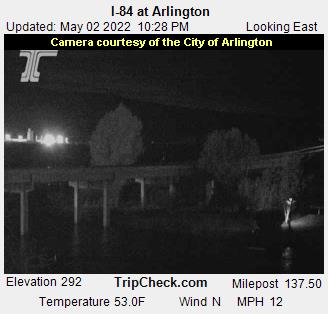 I-84 at Arlington
Updated: May 02 2022 10:28 PM Looking East
Camera courtesy of the City of Arlington
Elevation 292 TripCheck.com Milepost 137.50
Temperature 53.0F Wind N MPH 12